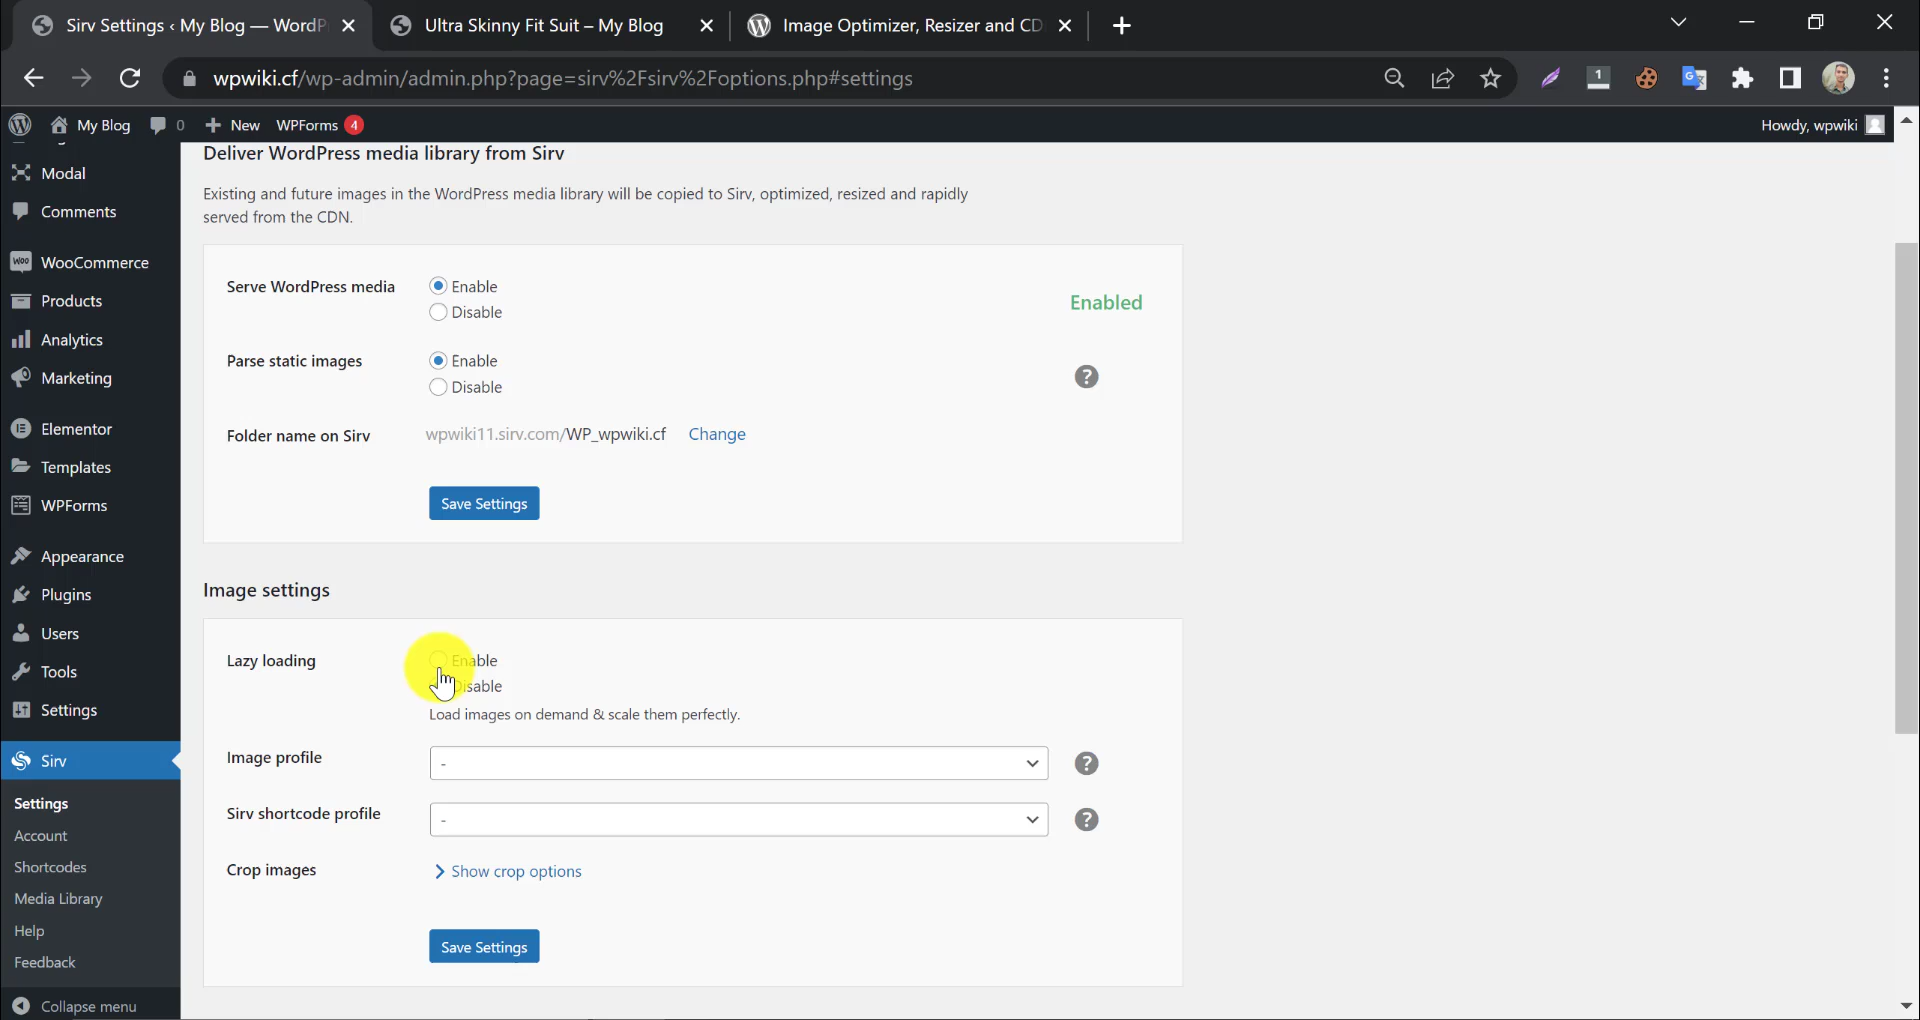 Sirv Settings ‹ My Blog — WordP
Ultra Skinny Fit Suit – My Blog
Image Optimizer, Resizer and CD
wpwiki.cf/wp-admin/admin.php?page=sirv%2Fsirv%2Foptions.php#settings
1
My Blog
0
New
WPForms 4
Howdy, wpwiki
Modal
Comments
WooCommerce
Products
Analytics
Marketing
Elementor
Templates
WPForms
Appearance
Plugins
Users
Tools
Settings
Sirv
Settings
Account
Shortcodes
Media Library
Help
Feedback
Collapse menu
Deliver WordPress media library from Sirv
Existing and future images in the WordPress media library will be copied to Sirv, optimized, resized and rapidly
served from the CDN.
Serve WordPress media
Enable
Disable
Enabled
Parse static images
Enable
Disable
?
Folder name on Sirv
wpwiki11.sirv.com/WP_wpwiki.cf Change
Save Settings
Image settings
Lazy loading
Enable
Disable
Load images on demand & scale them perfectly.
Image profile
-
?
Sirv shortcode profile
-
?
Crop images
Show crop options
Save Settings